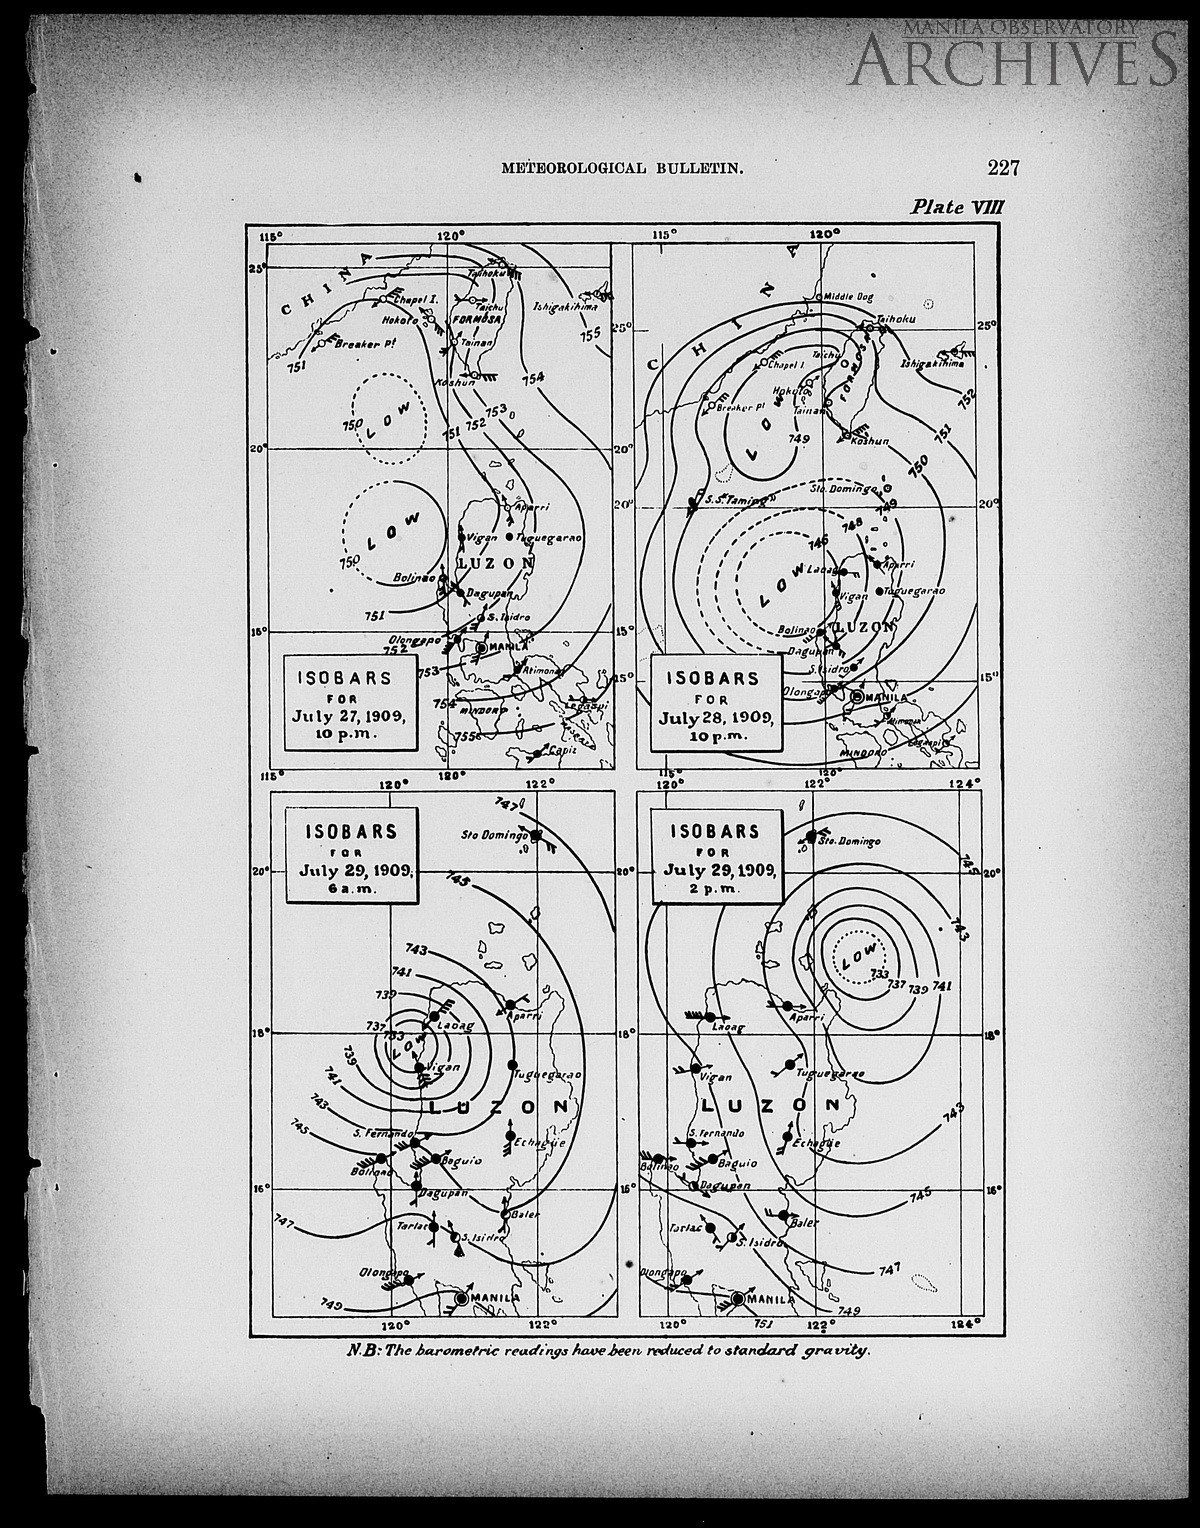 MANILA OBSERVATORY
ARCHIVES
METEOROLOGICAL BULLETIN.
227
Plate VIII
115°
120°
25°
CHINA
Taihoku
Chapel I.
Taichu
Hokoto
FORMOSA
Ishigakihima
Breaker Pt
Tainan
755
751
Koshun
754
753
752
751
750
LOW
20°
LOW
750
Aparri
Vigan
Tuguegarao
LUZON
Bolinao
Dagupan
751
S. Isidro
15°
Olongapo
752
MANILA
753
Atimonan
754
MINDORO
Legaspi
755
Capiz
ISOBARS
FOR
July 27, 1909,
10 p.m.
115°
120°
122°
115°
120°
CHINA
Middle Dog
Taihoku
25°
25°
Taichu
Chapel I.
FORMOSA
Ishigakihima
Hokoto
Breaker Pt
Tainan
752
LOW
749
Koshun
751
750
20°
S.S. "Taming"
Sto. Domingo
749
20°
748
746
LOW
Laoag
Aparri
Vigan
Tuguegarao
Bolinao
LUZON
15°
Dagupan
S. Isidro
15°
Olongapo
MANILA
Atimonan
Legaspi
MINDORO
ISOBARS
FOR
July 28, 1909,
10 p.m.
115°
120°
120°
122°
124°
120°
122°
747
Sto Domingo
ISOBARS
FOR
July 29, 1909,
6 a.m.
20°
20°
745
743
741
739
737
733
LOW
Laoag
Aparri
18°
739
Vigan
741
Tuguegarao
743
LUZON
745
S. Fernando
Echagüe
Bolinao
Baguio
16°
Dagupan
747
Tarlac
Baler
S. Isidro
Olongapo
749
MANILA
120°
122°
ISOBARS
FOR
July 29, 1909,
2 p.m.
Sto. Domingo
745
20°
743
LOW
733
737
739
741
Laoag
Aparri
18°
18°
Vigan
Tuguegarao
LUZON
743
S. Fernando
Echagüe
Bolinao
Baguio
Dagupan
16°
745
16°
Tarlac
Baler
S. Isidro
Olongapo
747
MANILA
749
751
120°
122°
124°
N.B: The barometric readings have been reduced to standard gravity.